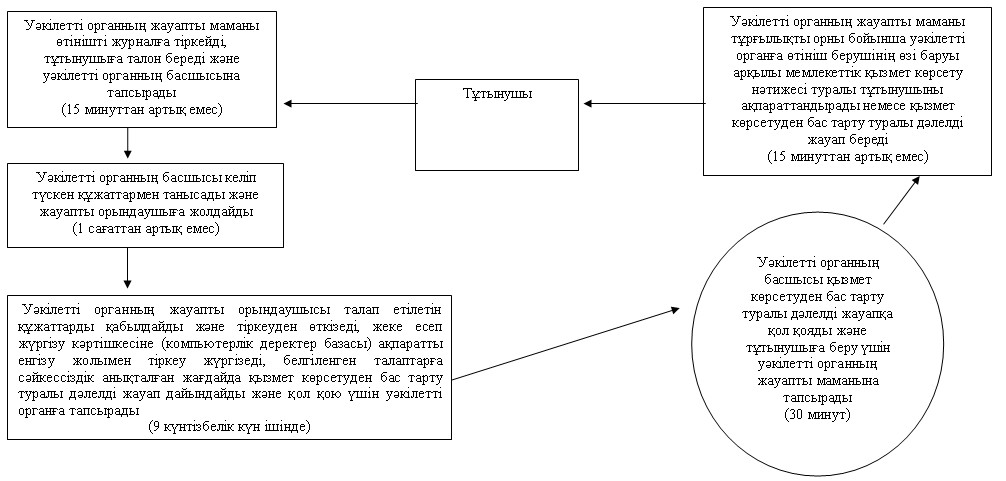 Уәкілетті органның жауапты маманы
өтінішті журналға тіркейді,
тұтынушыға талон береді және
уәкілетті органның басшысына
тапсырады
(15 минуттан артық емес)
Тұтынушы
Уәкілетті органның жауапты маманы
тұрғылықты орны бойынша уәкілетті
органға өтініш берушінің өзі баруы
арқылы мемлекеттік қызмет көрсету
нәтижесі туралы тұтынушыны
ақпараттандырады немесе қызмет
көрсетуден бас тарту туралы дәлелді
жауап береді
(15 минуттан артық емес)
Уәкілетті органның басшысы келіп
түскен құжаттармен танысады және
жауапты орындаушыға жолдайды
(1 сағаттан артық емес)
Уәкілетті органның жауапты орындаушысы талап етілетін
құжаттарды қабылдайды және тіркеуден өткізеді, жеке есеп
жүргізу кәртішкесіне (компьютерлік деректер базасы) ақпаратты
енгізу жолымен тіркеу жүргізеді, белгіленген талаптарға
сәйкессіздік анықталған жағдайда қызмет көрсетуден бас тарту
туралы дәлелді жауап дайындайды және қол қою үшін уәкілетті
органға тапсырады
(9 күнтізбелік күн ішінде)
Уәкілетті органның
басшысы қызмет
көрсетуден бас тарту
туралы дәлелді жауапқа
қол қояды және
тұтынушыға беру үшін
уәкілетті органның
жауапты маманына
тапсырады
(30 минут)